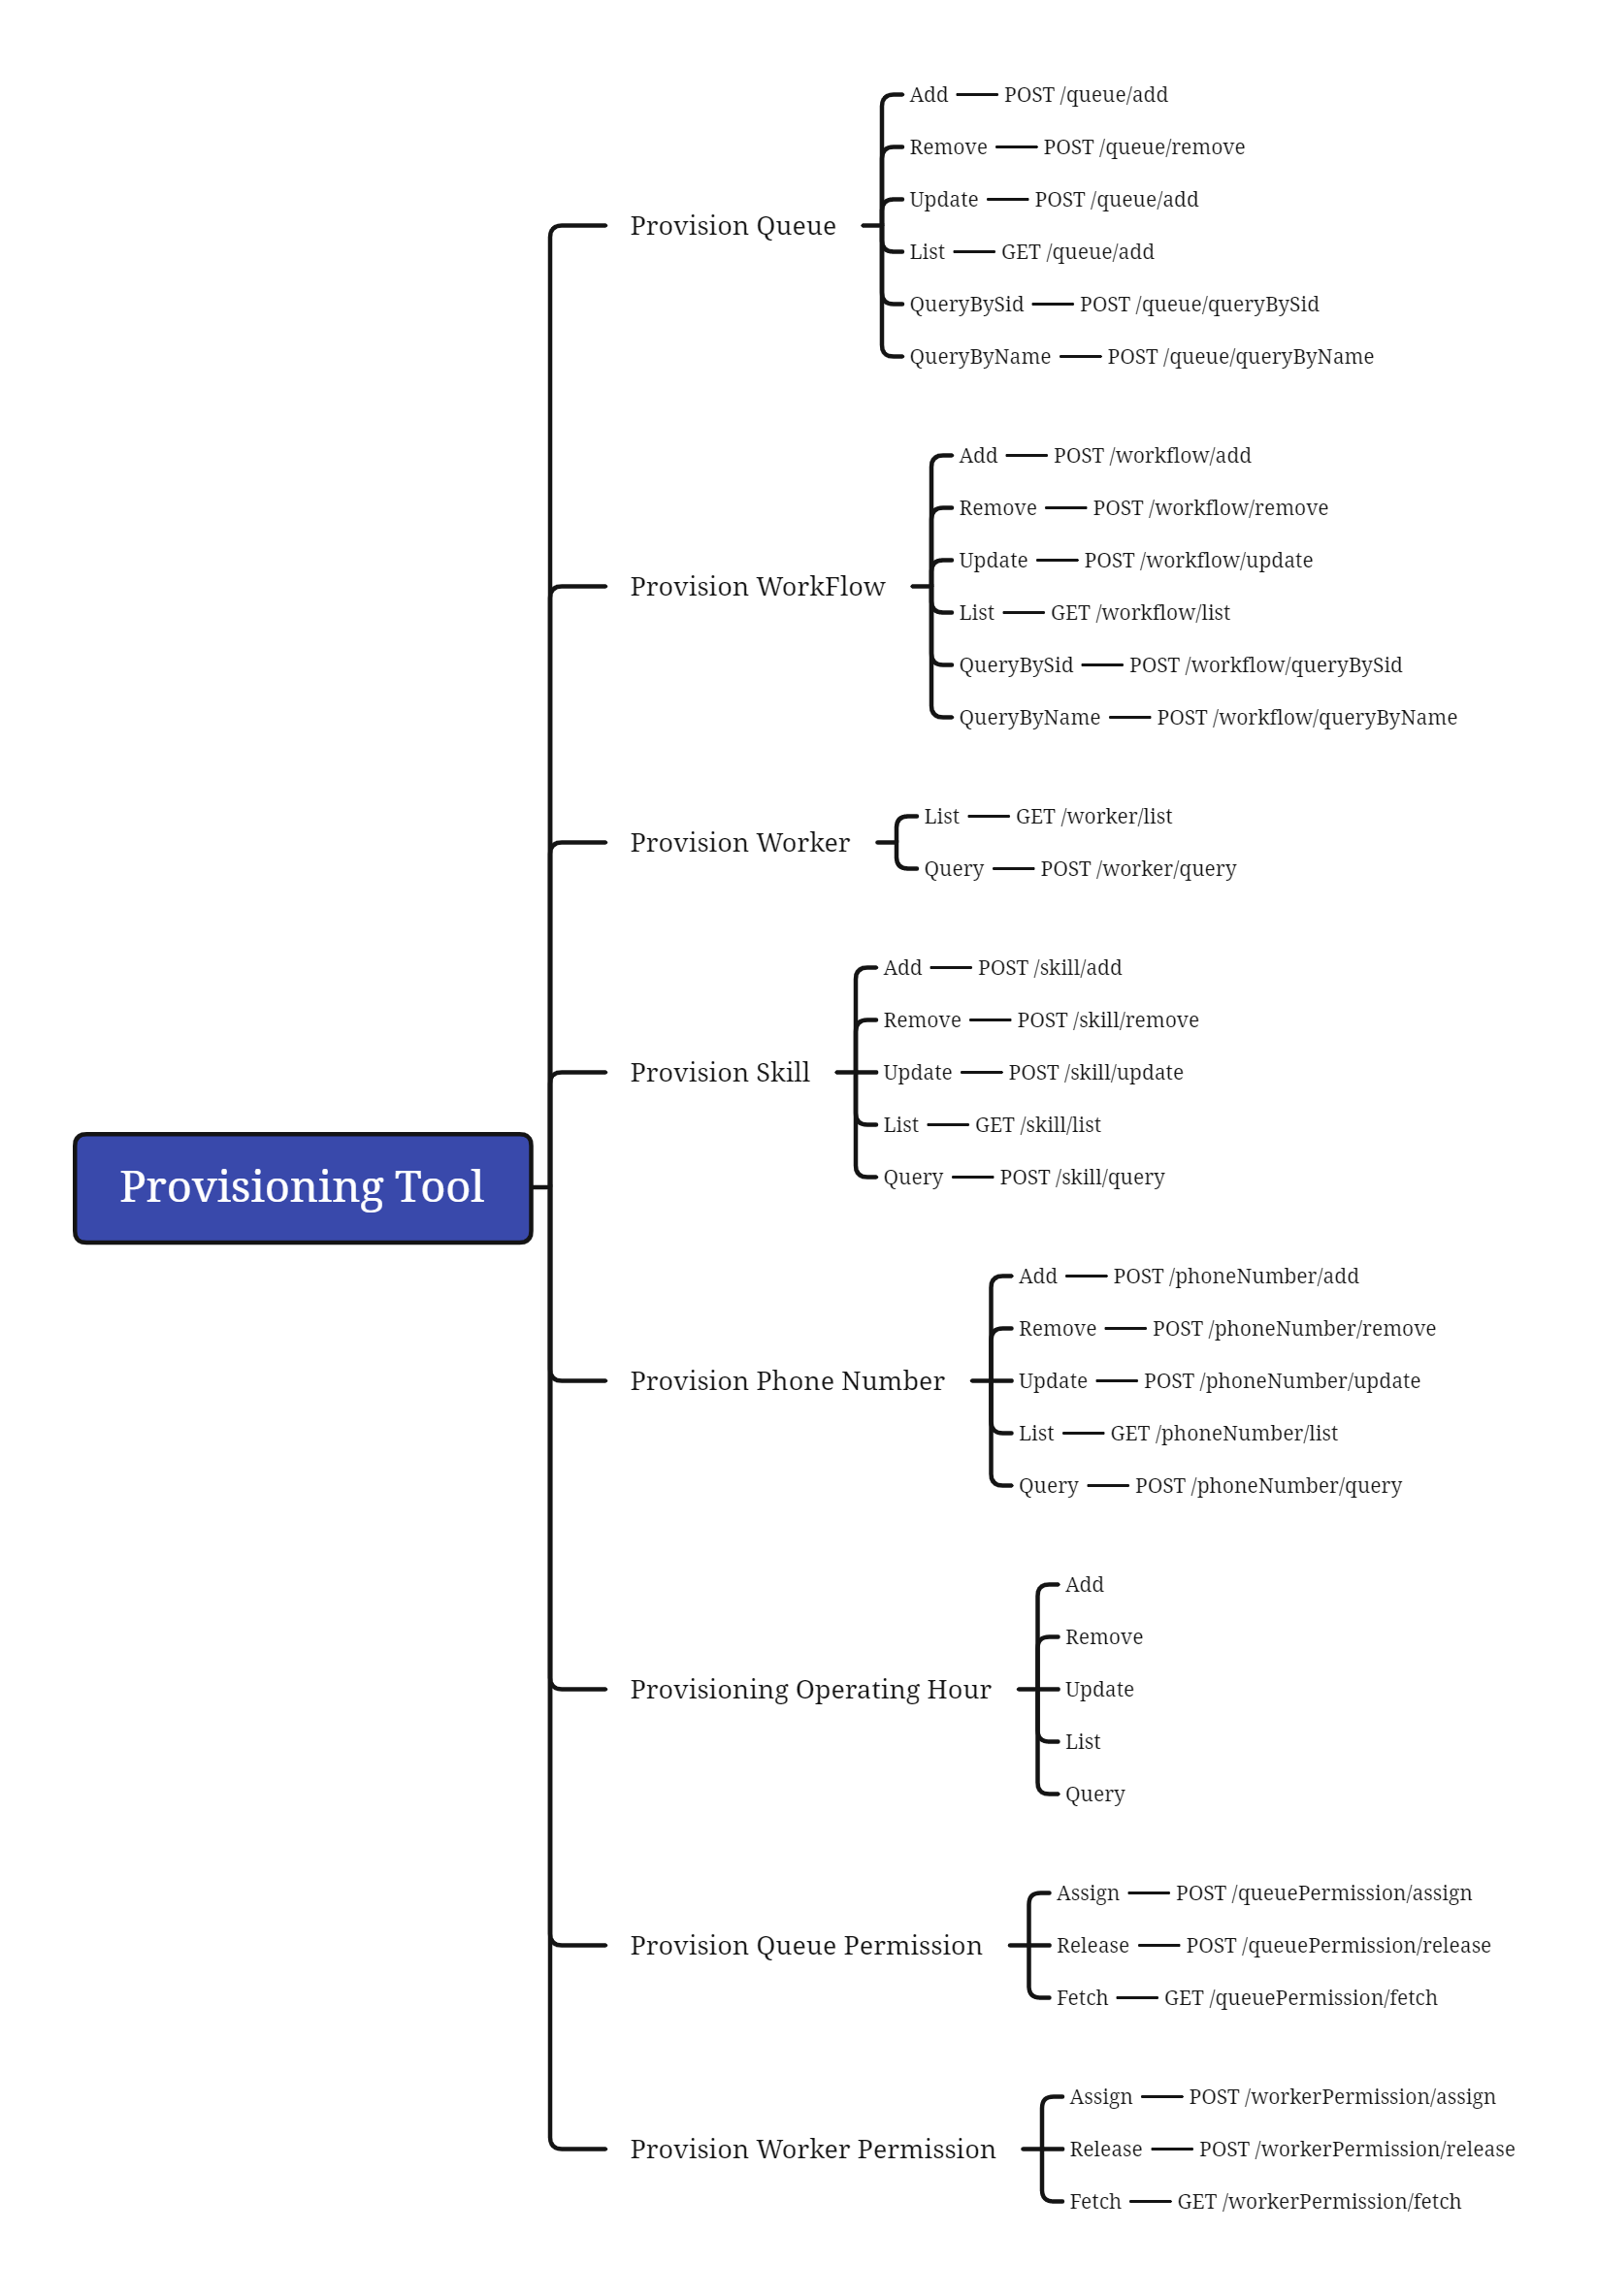 Provisioning Tool
Provision Queue
Add POST /queue/add
Remove POST /queue/remove
Update POST /queue/add
List GET /queue/add
QueryBySid POST /queue/queryBySid
QueryByName POST /queue/queryByName
Provision WorkFlow
Add POST /workflow/add
Remove POST /workflow/remove
Update POST /workflow/update
List GET /workflow/list
QueryBySid POST /workflow/queryBySid
QueryByName POST /workflow/queryByName
Provision Worker
List GET /worker/list
Query POST /worker/query
Provision Skill
Add POST /skill/add
Remove POST /skill/remove
Update POST /skill/update
List GET /skill/list
Query POST /skill/query
Provision Phone Number
Add POST /phoneNumber/add
Remove POST /phoneNumber/remove
Update POST /phoneNumber/update
List GET /phoneNumber/list
Query POST /phoneNumber/query
Provisioning Operating Hour
Add
Remove
Update
List
Query
Provision Queue Permission
Assign POST /queuePermission/assign
Release POST /queuePermission/release
Fetch GET /queuePermission/fetch
Provision Worker Permission
Assign POST /workerPermission/assign
Release POST /workerPermission/release
Fetch GET /workerPermission/fetch